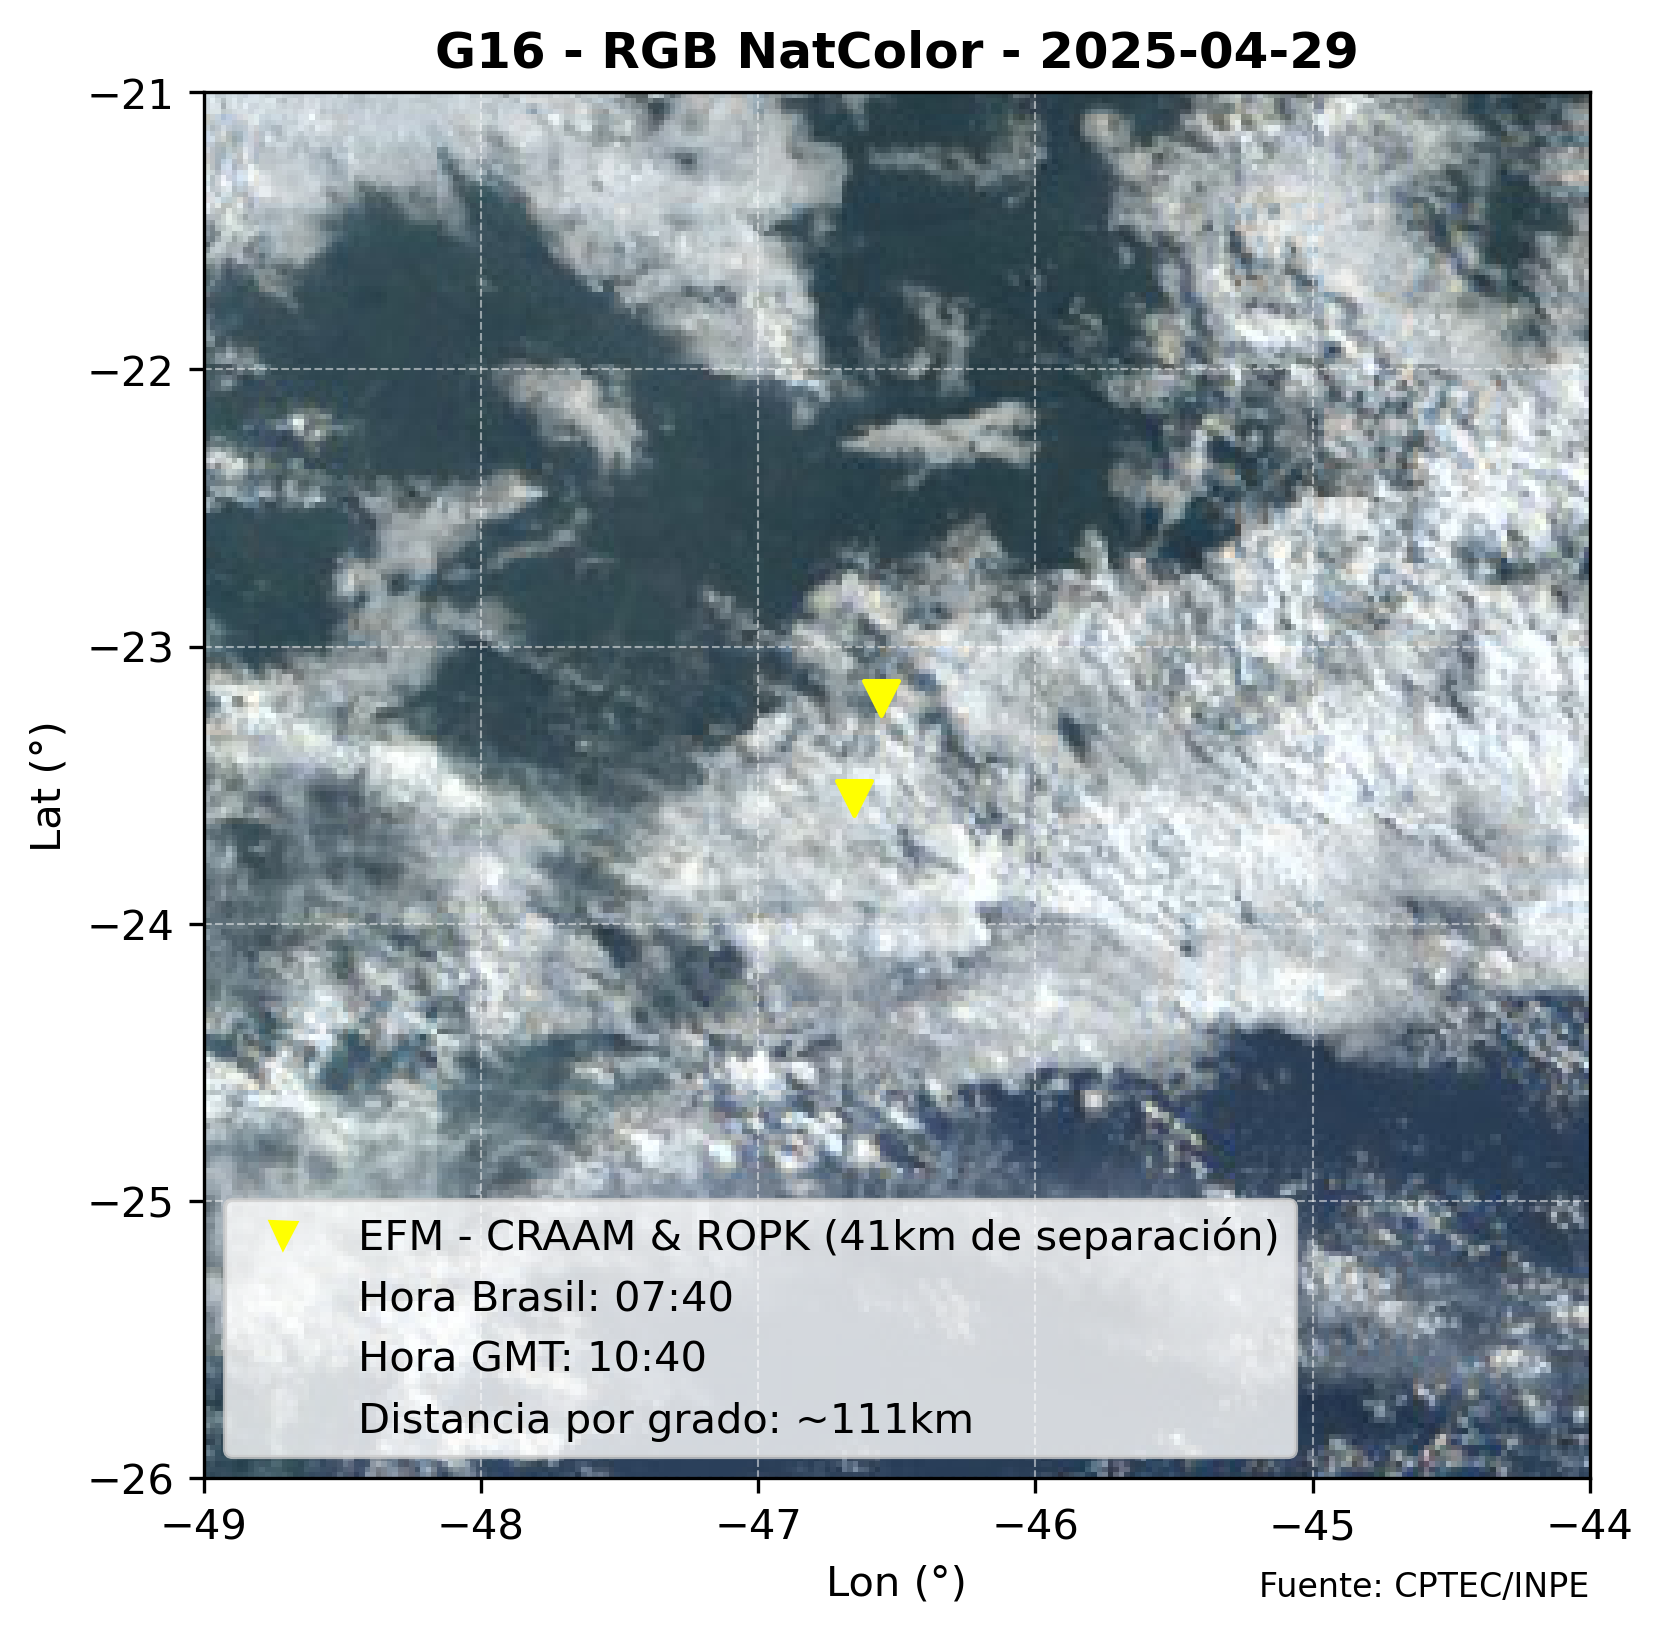 G16 - RGB NatColor - 2025-04-29
−21
−22
−23
−24
−25
−26
Lat (°)
EFM - CRAAM & ROPK (41km de separación)
Hora Brasil: 07:40
Hora GMT: 10:40
Distancia por grado: ~111km
−49 −48 −47 −46 −45 −44
Lon (°)
Fuente: CPTEC/INPE